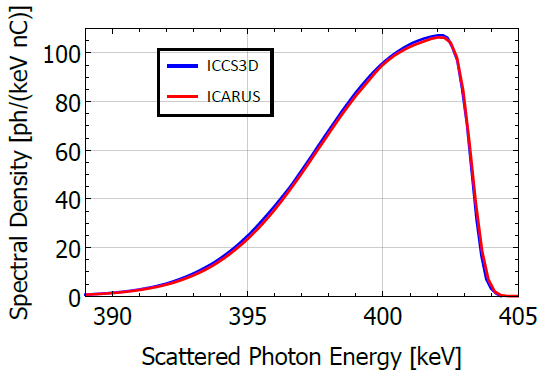 Spectral Density [ph/(keV nC)]
100
80
60
40
20
0
ICCS3D
ICARUS
390
395
400
405
Scattered Photon Energy [keV]